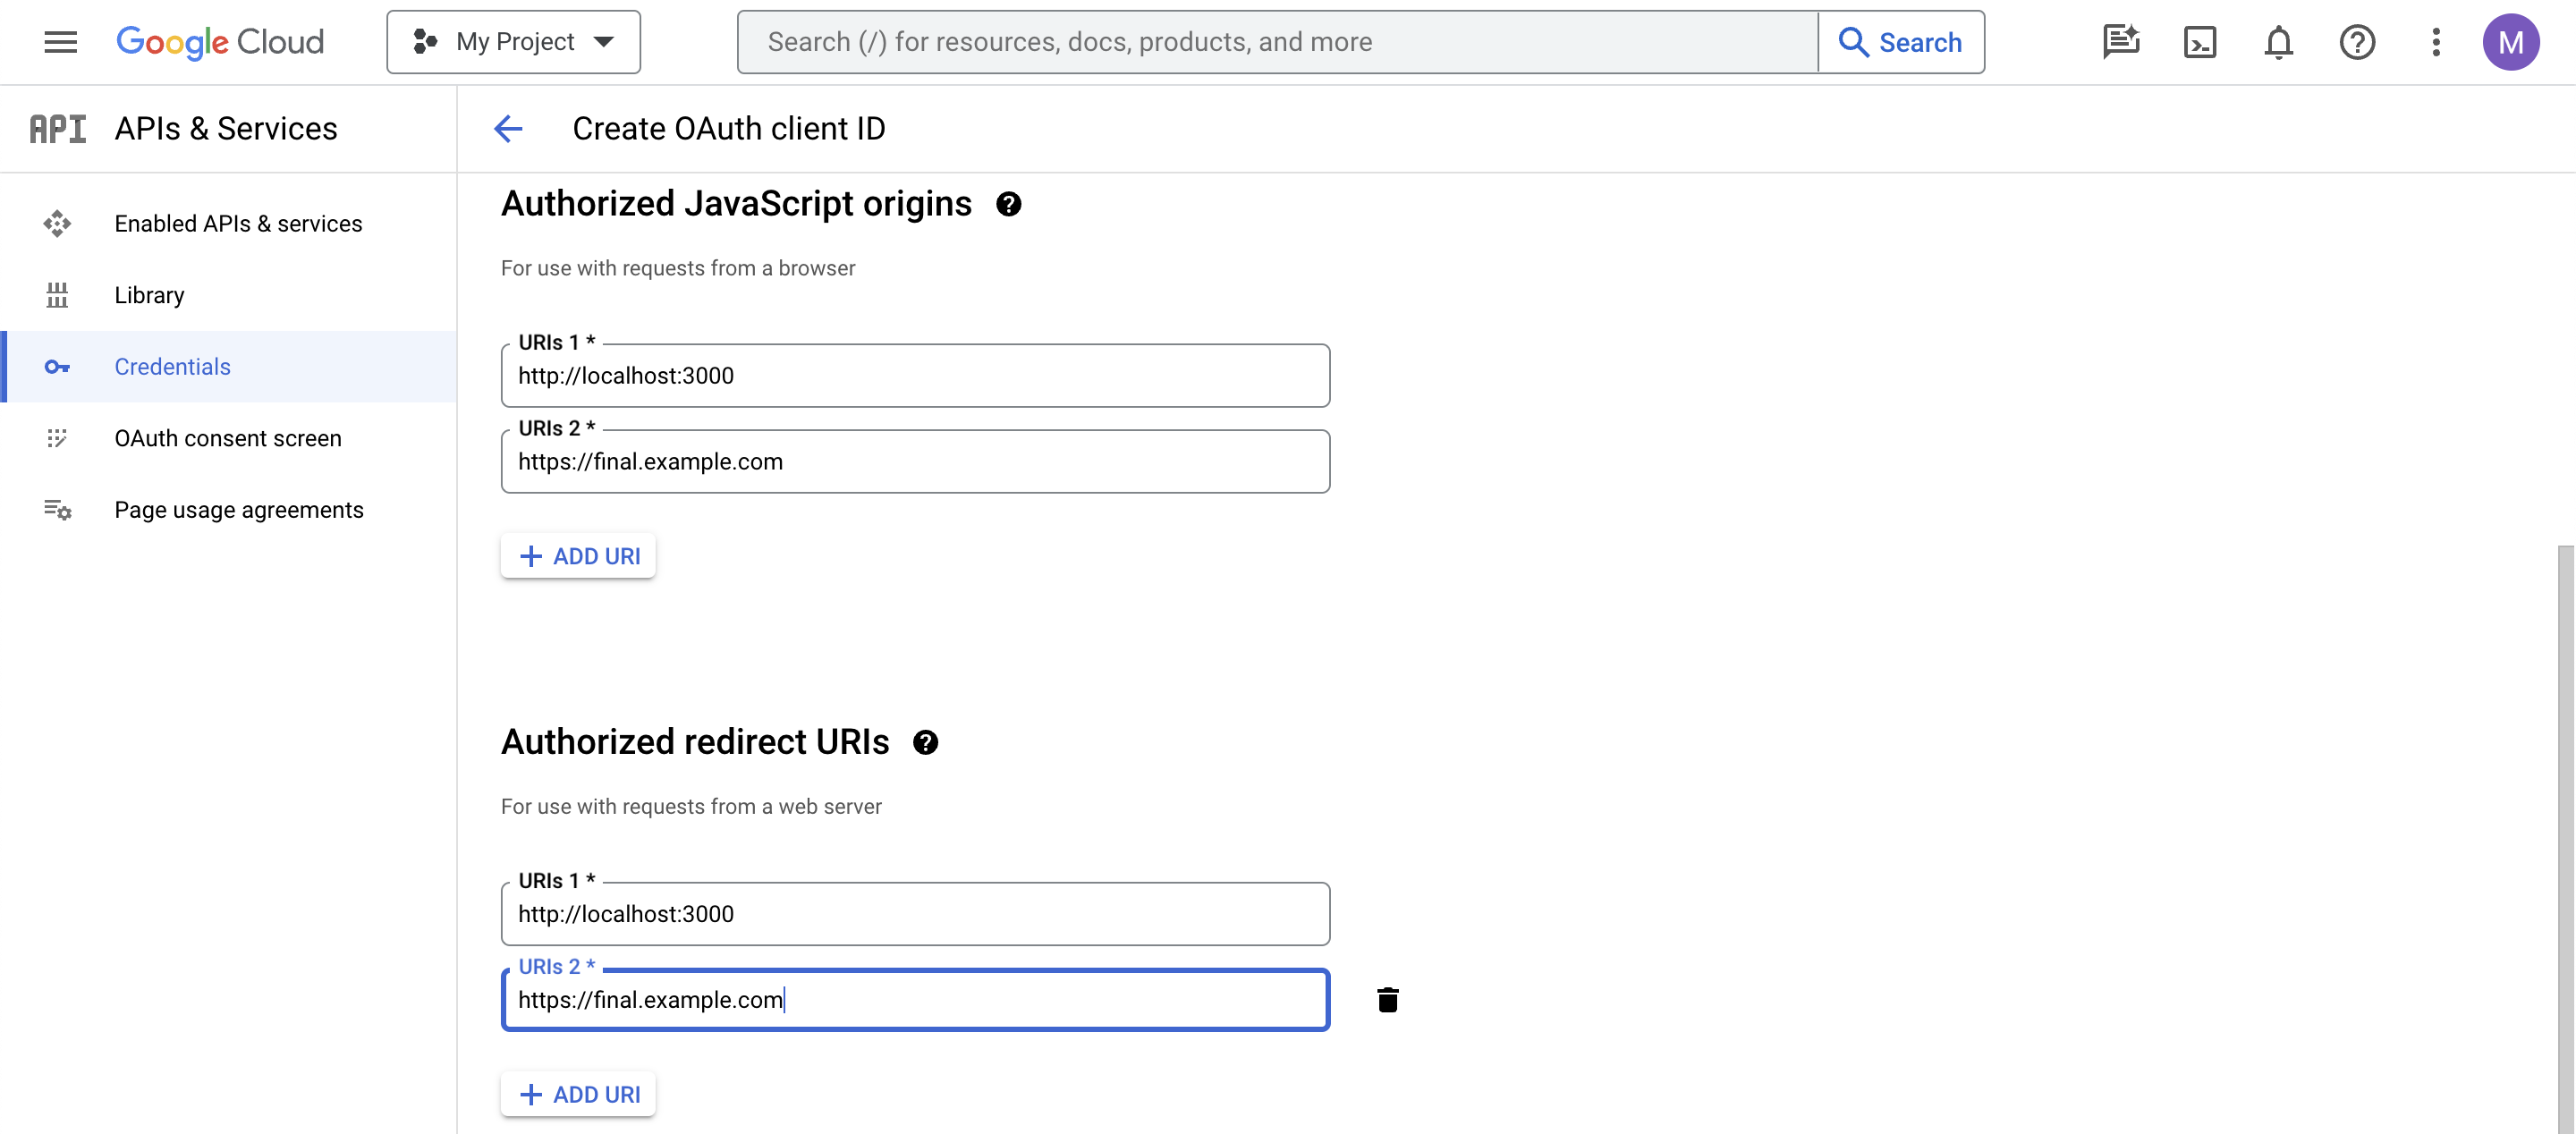 Google Cloud
My Project
Search (/) for resources, docs, products, and more
Search
M
API
APIs & Services
Create OAuth client ID
Enabled APIs & services
Library
Credentials
OAuth consent screen
Page usage agreements
Authorized JavaScript origins
For use with requests from a browser
URIs 1 *
http://localhost:3000
URIs 2 *
https://final.example.com
+ ADD URI
Authorized redirect URIs
For use with requests from a web server
URIs 1 *
http://localhost:3000
URIs 2 *
https://final.example.com
+ ADD URI